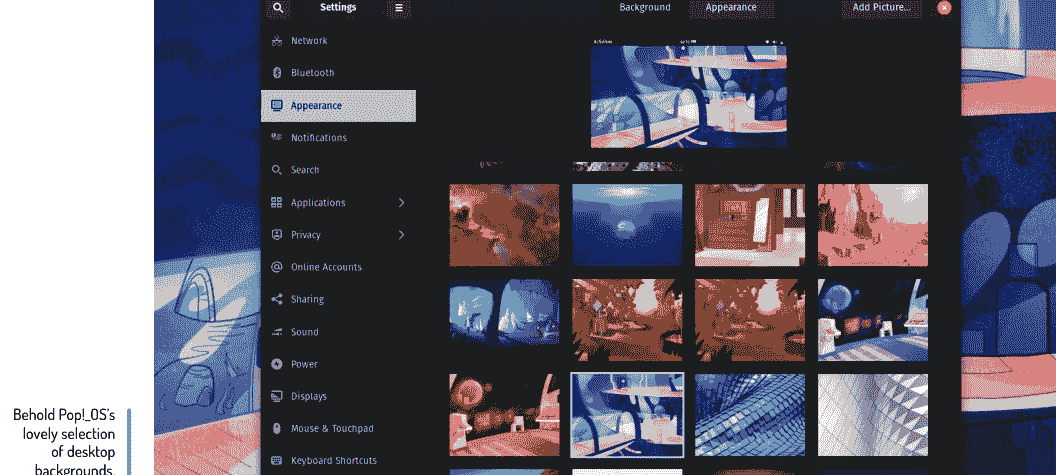 Settings
Background
Appearance
Add Picture...
Network
Bluetooth
Appearance
Notifications
Search
Applications
Privacy
Online Accounts
Sharing
Sound
Power
Displays
Mouse & Touchpad
Keyboard Shortcuts
Behold Pop!_OS's
lovely selection
of desktop
backgrounds.